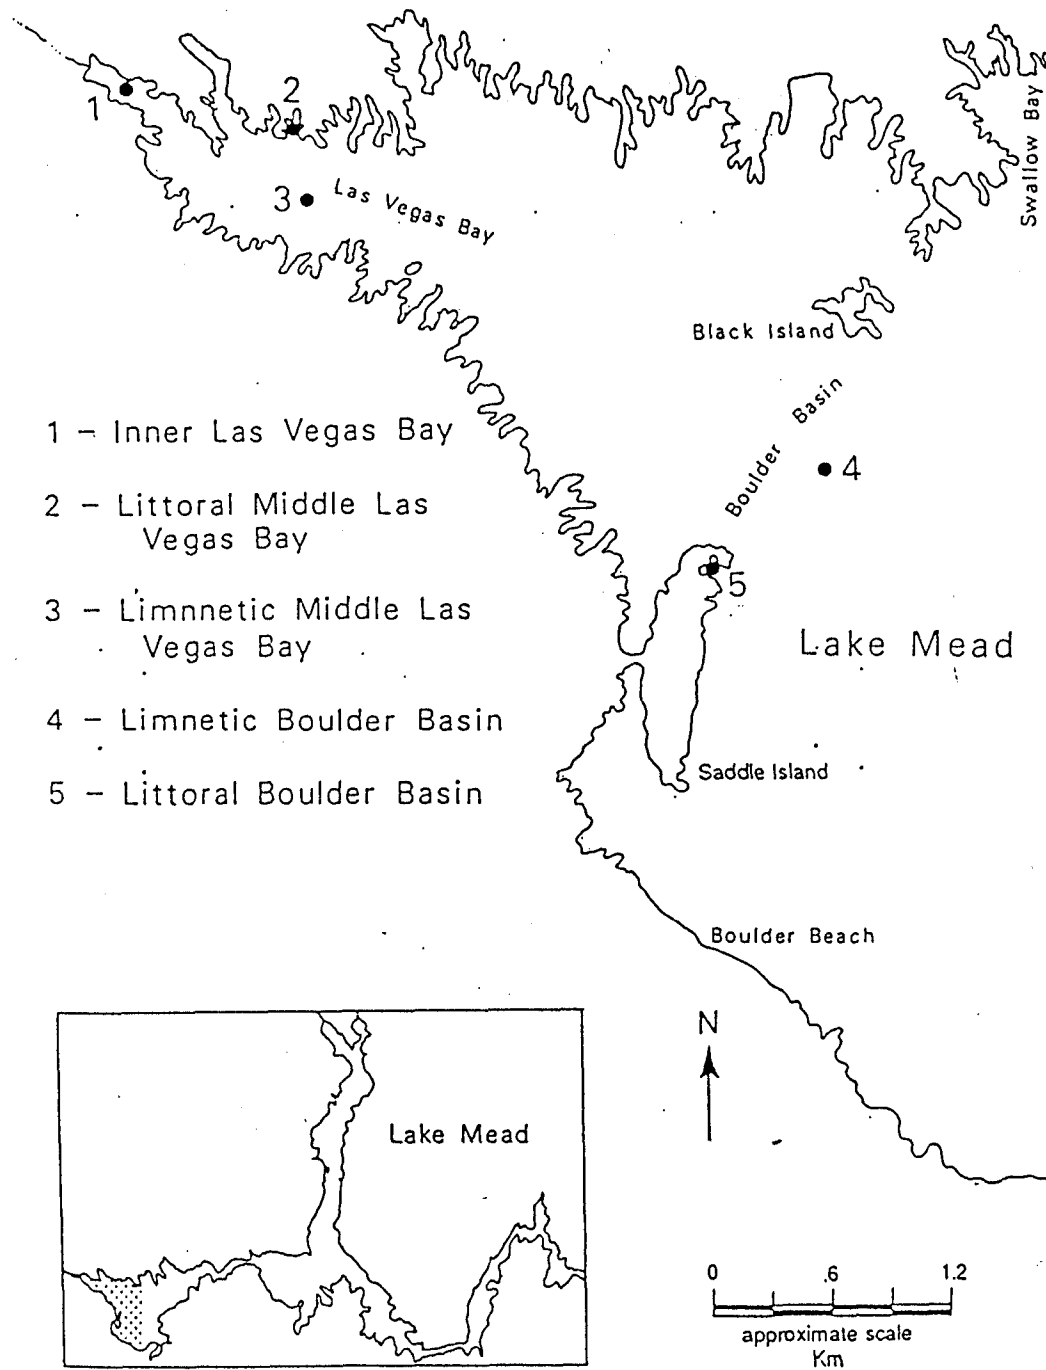 1
2
3
Las Vegas Bay
Swallow Bay
Black Island
Boulder Basin
4
5
1 - Inner Las Vegas Bay
2 - Littoral Middle Las
Vegas Bay
3 - Limnnetic Middle Las
Vegas Bay
4 - Limnetic Boulder Basin
5 - Littoral Boulder Basin
Lake Mead
Saddle Island
Boulder Beach
N
Lake Mead
0 .6 1.2
approximate scale
Km